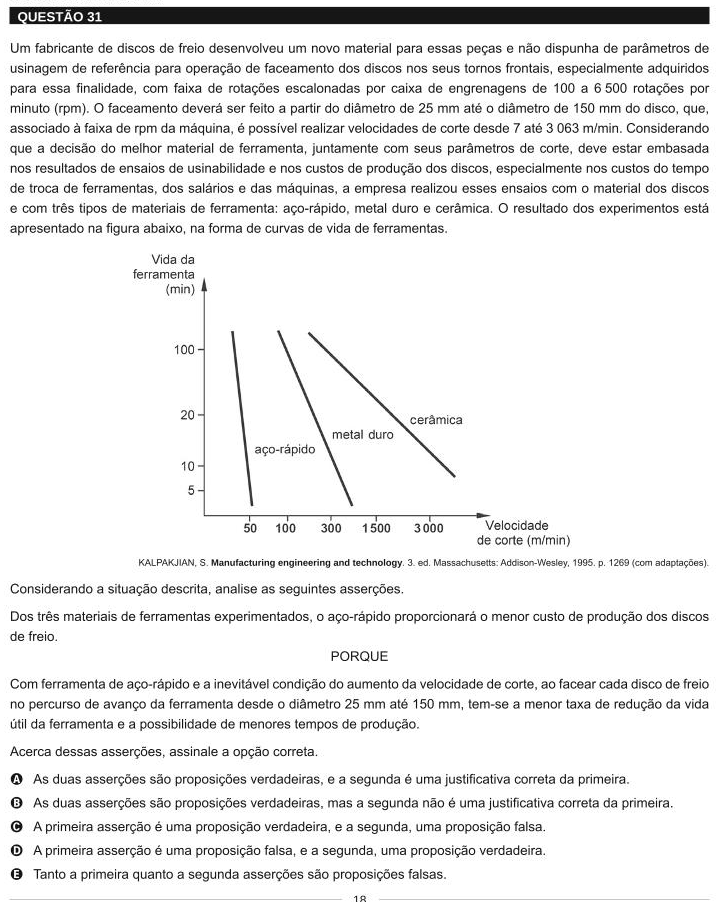 QUESTÃO 31
Um fabricante de discos de freio desenvolveu um novo material para essas peças e não dispunha de parâmetros de
usinagem de referência para operação de faceamento dos discos nos seus tornos frontais, especialmente adquiridos
para essa finalidade, com faixa de rotações escalonadas por caixa de engrenagens de 100 a 6 500 rotações por
minuto (rpm). O faceamento deverá ser feito a partir do diâmetro de 25 mm até o diâmetro de 150 mm do disco, que,
associado à faixa de rpm da máquina, é possível realizar velocidades de corte desde 7 até 3 063 m/min. Considerando
que a decisão do melhor material de ferramenta, juntamente com seus parâmetros de corte, deve estar embasada
nos resultados de ensaios de usinabilidade e nos custos de produção dos discos, especialmente nos custos do tempo
de troca de ferramentas, dos salários e das máquinas, a empresa realizou esses ensaios com o material dos discos
e com três tipos de materiais de ferramenta: aço-rápido, metal duro e cerâmica. O resultado dos experimentos está
apresentado na figura abaixo, na forma de curvas de vida de ferramentas.
Vida da
ferramenta
(min)
100
20
10
5
cerâmica
metal duro
aço-rápido
50 100 300 1 500 3 000
Velocidade
de corte (m/min)
KALPAKJIAN, S. Manufacturing engineering and technology. 3. ed. Massachusetts: Addison-Wesley, 1995. p. 1269 (com adaptações).
Considerando a situação descrita, analise as seguintes asserções.
Dos três materiais de ferramentas experimentados, o aço-rápido proporcionará o menor custo de produção dos discos
de freio.
PORQUE
Com ferramenta de aço-rápido e a inevitável condição do aumento da velocidade de corte, ao facear cada disco de freio
no percurso de avanço da ferramenta desde o diâmetro 25 mm até 150 mm, tem-se a menor taxa de redução da vida
útil da ferramenta e a possibilidade de menores tempos de produção.
Acerca dessas asserções, assinale a opção correta.
A As duas asserções são proposições verdadeiras, e a segunda é uma justificativa correta da primeira.
B As duas asserções são proposições verdadeiras, mas a segunda não é uma justificativa correta da primeira.
C A primeira asserção é uma proposição verdadeira, e a segunda, uma proposição falsa.
D A primeira asserção é uma proposição falsa, e a segunda, uma proposição verdadeira.
E Tanto a primeira quanto a segunda asserções são proposições falsas.
18